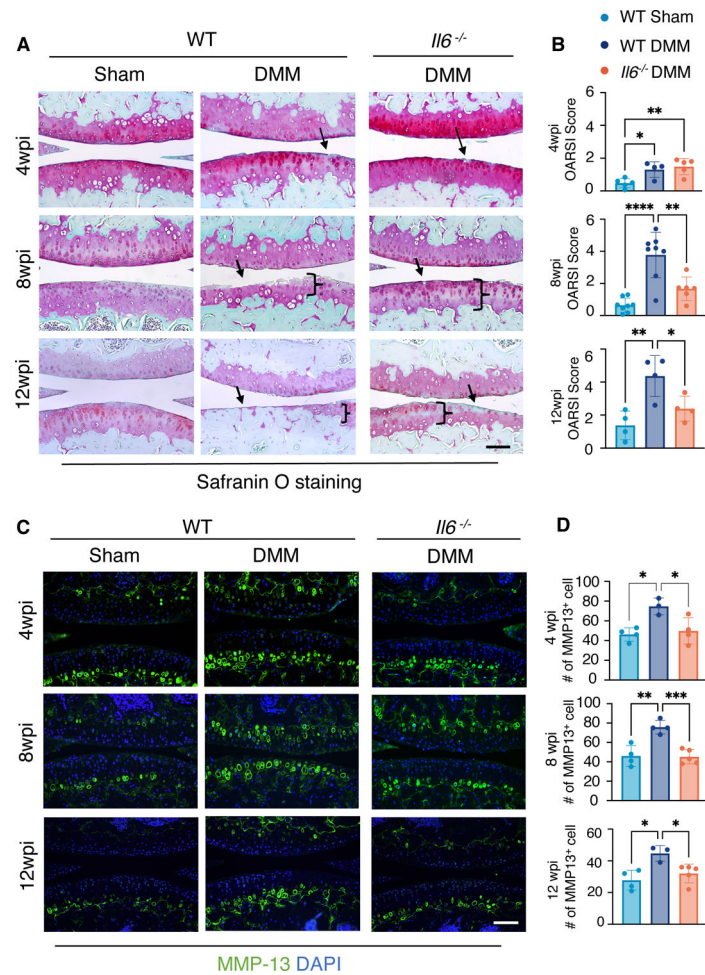 WT Sham
WT DMM
Il6-/- DMM
A
WT
Il6 -/-
Sham
DMM
DMM
4wpi
8wpi
12wpi
Safranin O staining
B
4wpi
OARSI Score
6
4
2
0
**
*
8wpi
OARSI Score
6
4
2
0
****
**
12wpi
OARSI Score
6
4
2
0
**
*
C
WT
Il6 -/-
Sham
DMM
DMM
4wpi
8wpi
12wpi
MMP-13 DAPI
D
4 wpi
# of MMP13+ cell
100
80
60
40
20
0
*
*
8 wpi
# of MMP13+ cell
100
80
60
40
20
0
**
***
12 wpi
# of MMP13+ cell
60
40
20
0
*
*